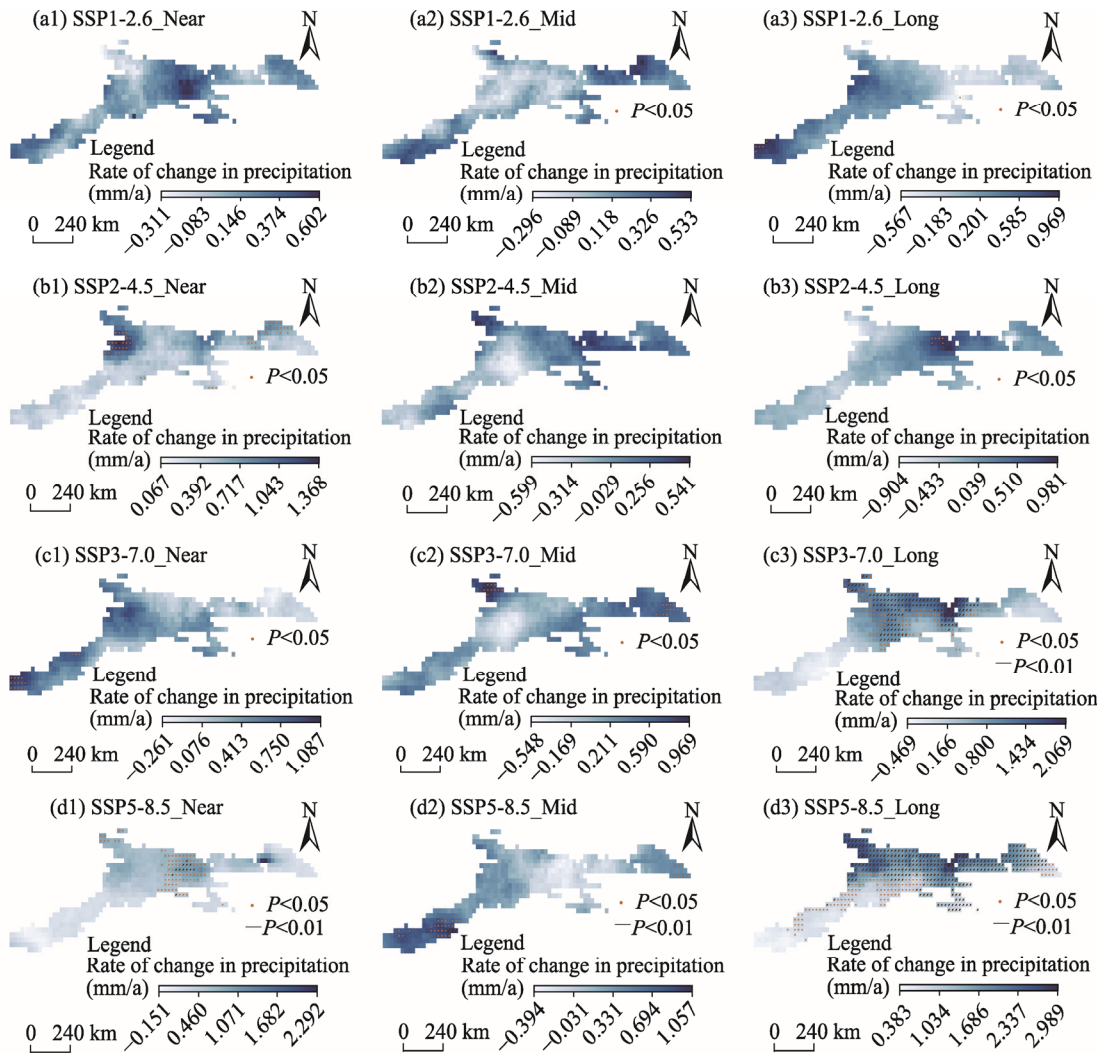 (a1) SSP1-2.6_Near
N
Legend
Rate of change in precipitation
(mm/a)
0 240 km
−0.311
−0.083
0.146
0.374
0.602
(a2) SSP1-2.6_Mid
N
P<0.05
Legend
Rate of change in precipitation
(mm/a)
0 240 km
−0.296
−0.089
0.118
0.326
0.533
(a3) SSP1-2.6_Long
N
P<0.05
Legend
Rate of change in precipitation
(mm/a)
0 240 km
−0.567
−0.183
0.201
0.585
0.969
(b1) SSP2-4.5_Near
N
P<0.05
Legend
Rate of change in precipitation
(mm/a)
0 240 km
0.067
0.392
0.717
1.043
1.368
(b2) SSP2-4.5_Mid
N
Legend
Rate of change in precipitation
(mm/a)
0 240 km
−0.599
−0.314
−0.029
0.256
0.541
(b3) SSP2-4.5_Long
N
P<0.05
Legend
Rate of change in precipitation
(mm/a)
0 240 km
−0.904
−0.433
0.039
0.510
0.981
(c1) SSP3-7.0_Near
N
P<0.05
Legend
Rate of change in precipitation
(mm/a)
0 240 km
−0.261
0.076
0.413
0.750
1.087
(c2) SSP3-7.0_Mid
N
P<0.05
Legend
Rate of change in precipitation
(mm/a)
0 240 km
−0.548
−0.169
0.211
0.590
0.969
(c3) SSP3-7.0_Long
N
P<0.05
P<0.01
Legend
Rate of change in precipitation
(mm/a)
0 240 km
−0.469
0.166
0.800
1.434
2.069
(d1) SSP5-8.5_Near
N
P<0.05
P<0.01
Legend
Rate of change in precipitation
(mm/a)
0 240 km
−0.151
0.460
1.071
1.682
2.292
(d2) SSP5-8.5_Mid
N
P<0.05
P<0.01
Legend
Rate of change in precipitation
(mm/a)
0 240 km
−0.394
−0.031
0.331
0.694
1.057
(d3) SSP5-8.5_Long
N
P<0.05
P<0.01
Legend
Rate of change in precipitation
(mm/a)
0 240 km
0.383
1.034
1.686
2.337
2.989